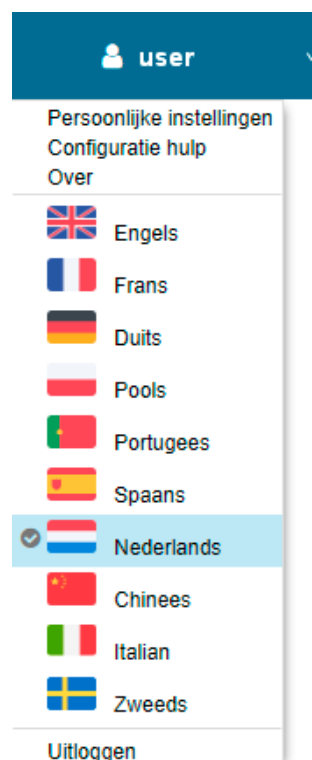 user
Persoonlijke instellingen
Configuratie hulp
Over
Engels
Frans
Duits
Pools
Portugees
Spaans
Nederlands
Chinees
Italian
Zweeds
Uitloggen